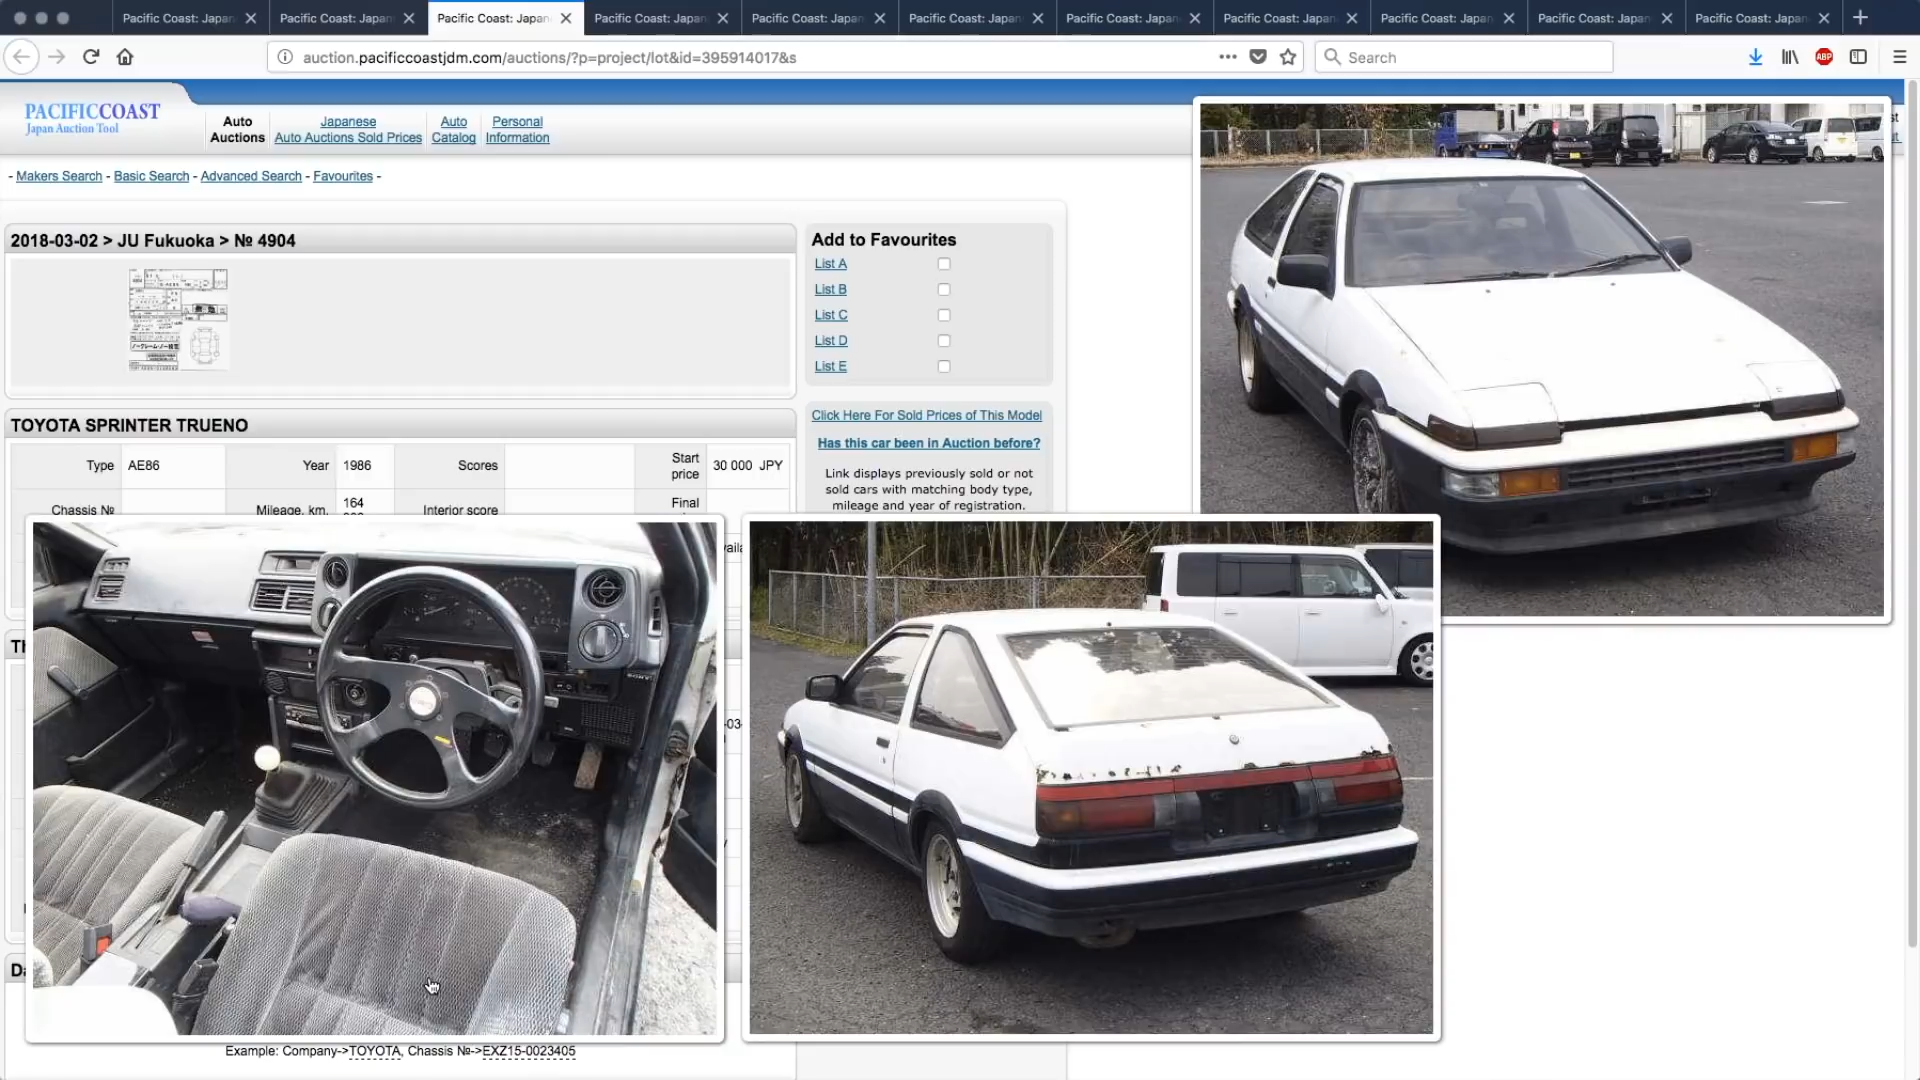 Pacific Coast: Japan
Pacific Coast: Japan
Pacific Coast: Japan
Pacific Coast: Japan
Pacific Coast: Japan
Pacific Coast: Japan
Pacific Coast: Japan
Pacific Coast: Japan
Pacific Coast: Japan
Pacific Coast: Japan
Pacific Coast: Japan
auction.pacificcoastjdm.com/auctions/?p=project/lot&id=395914017&s
Search
ABP
PACIFICCOAST
Japan Auction Tool
Auto Auctions
Japanese Auto Auctions Sold Prices
Auto Catalog
Personal Information
- Makers Search - Basic Search - Advanced Search - Favourites -
2018-03-02 > JU Fukuoka > № 4904
Add to Favourites
List A
List B
List C
List D
List E
TOYOTA SPRINTER TRUENO
Type AE86 Year 1986 Scores Start price 30 000 JPY
Chassis № Mileage, km. 164 Interior score Final
Click Here For Sold Prices of This Model
Has this car been in Auction before?
Link displays previously sold or not
sold cars with matching body type,
mileage and year of registration.
SONY
Example: Company->TOYOTA, Chassis №->EXZ15-0023405